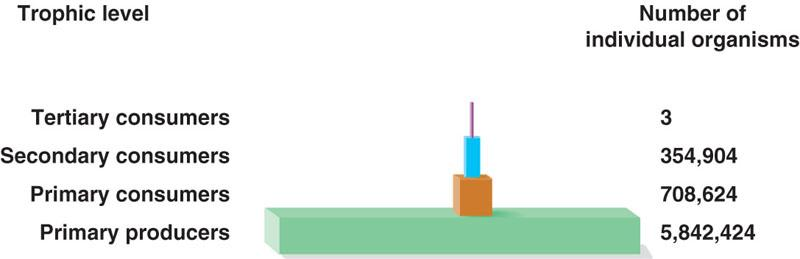 Trophic level
Number of
individual organisms
Tertiary consumers 3
Secondary consumers 354,904
Primary consumers 708,624
Primary producers 5,842,424